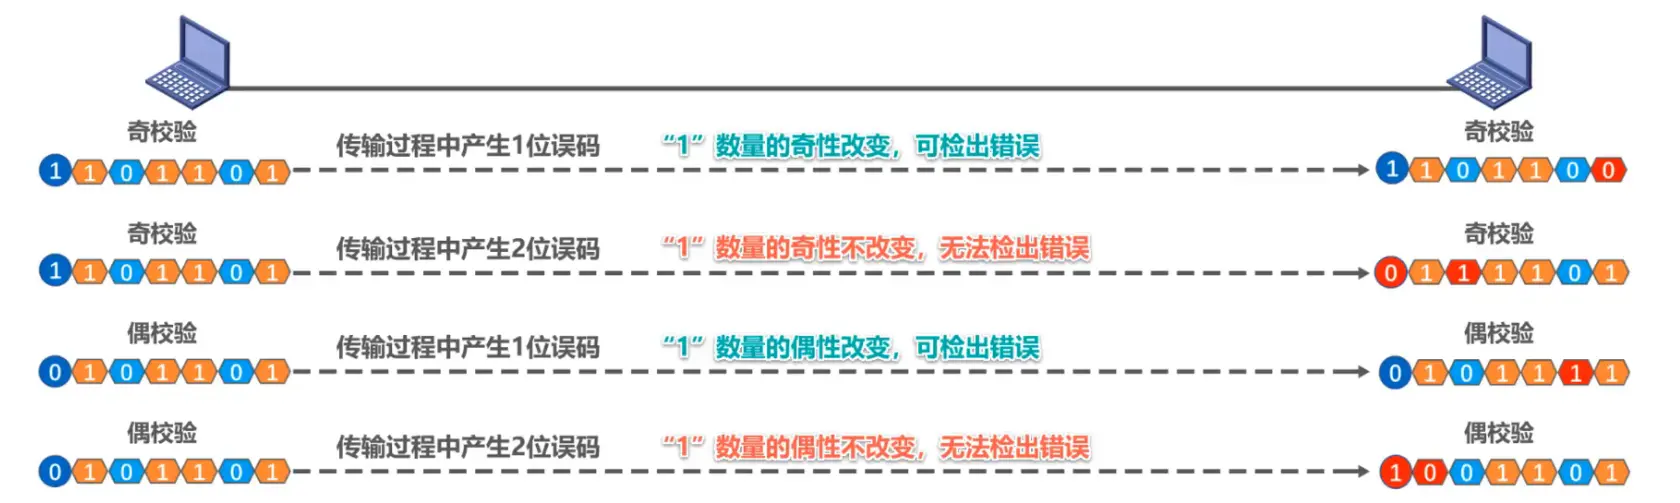 奇校验 奇校验
传输过程中产生1位误码 “1”数量的奇性改变，可检出错误
1 1 0 1 1 0 1 1 1 0 1 1 0 0
奇校验 奇校验
传输过程中产生2位误码 “1”数量的奇性不改变，无法检出错误
1 1 0 1 1 0 1 0 1 1 1 1 0 1
偶校验 偶校验
传输过程中产生1位误码 “1”数量的偶性改变，可检出错误
0 1 0 1 1 0 1 0 1 0 1 1 1 1
偶校验 偶校验
传输过程中产生2位误码 “1”数量的偶性不改变，无法检出错误
0 1 0 1 1 0 1 1 0 0 1 1 0 1